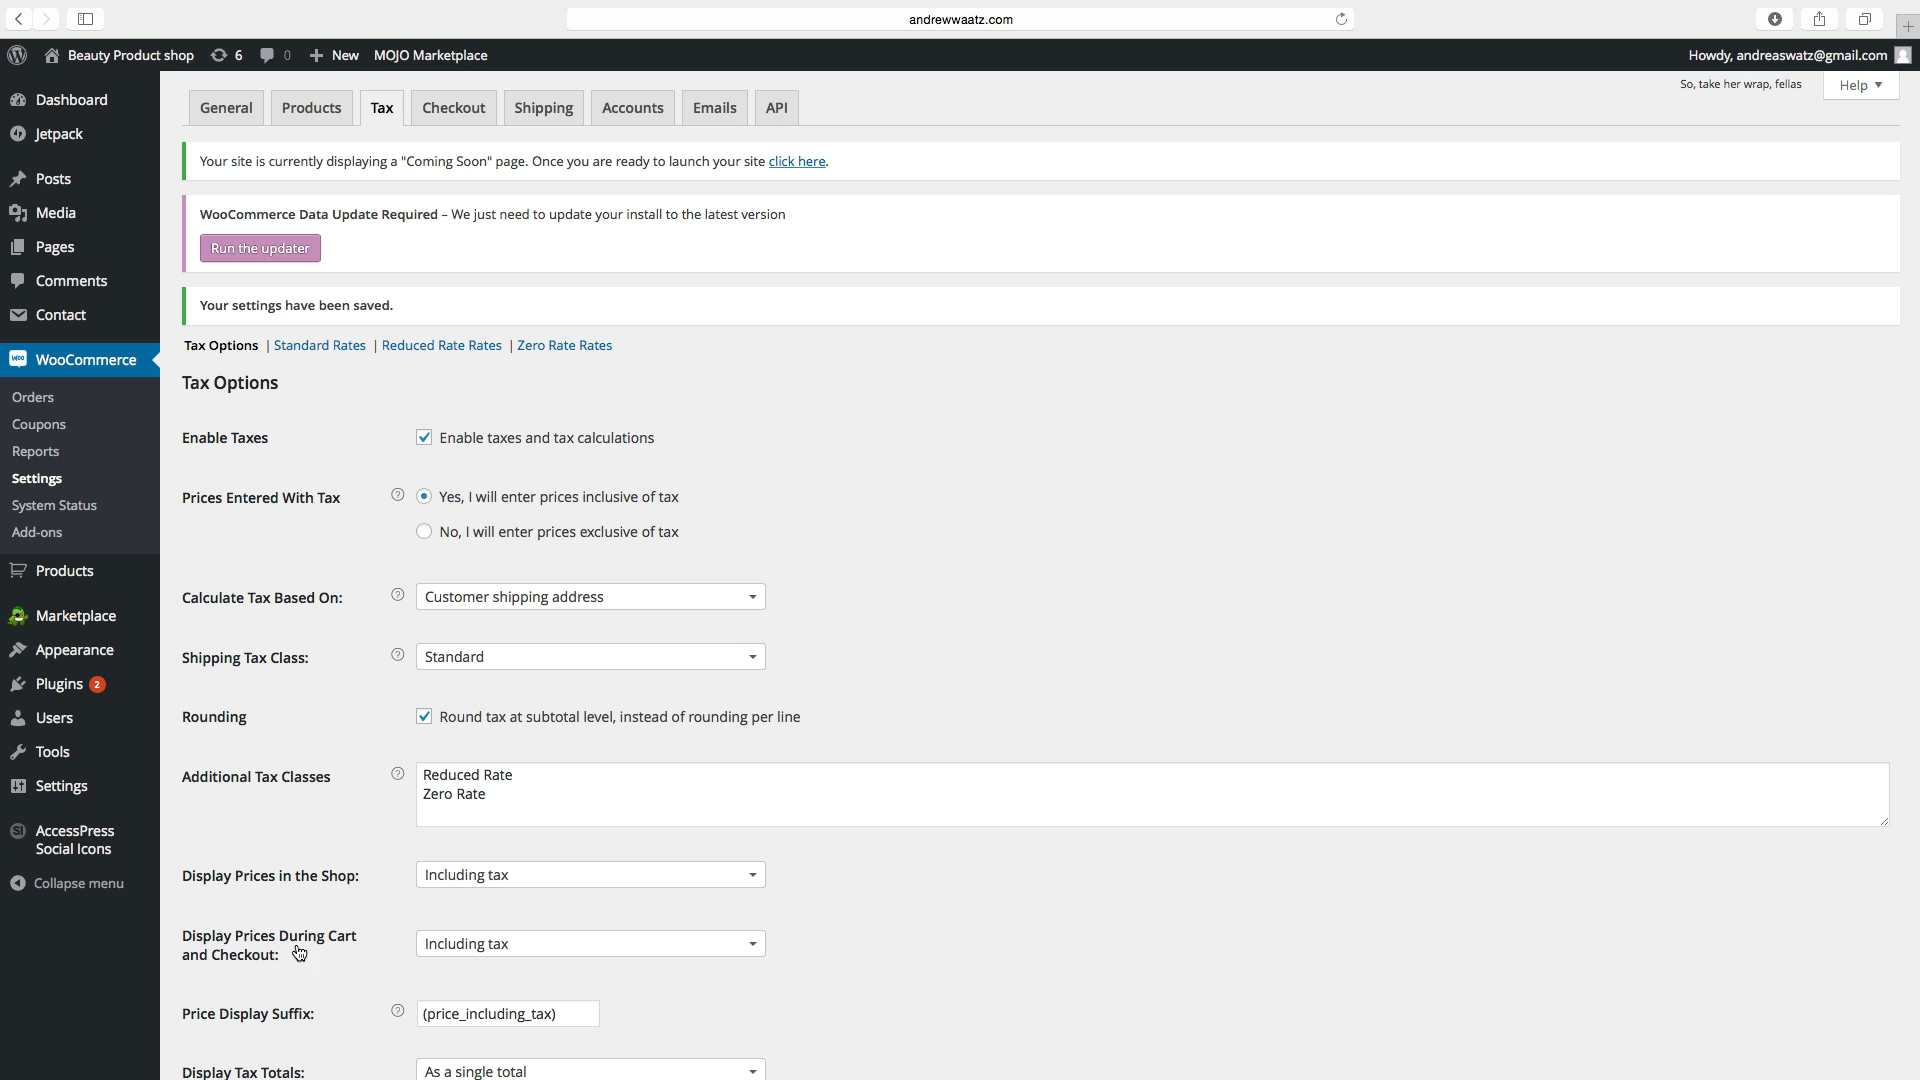 andrewwaatz.com
Beauty Product shop 6 0 New MOJO Marketplace Howdy, andreaswatz@gmail.com
So, take her wrap, fellas Help
General Products Tax Checkout Shipping Accounts Emails API
Dashboard
Jetpack
Posts
Media
Pages
Comments
Contact
WooCommerce
Orders
Coupons
Reports
Settings
System Status
Add-ons
Products
Marketplace
Appearance
Plugins 2
Users
Tools
Settings
AccessPress
Social Icons
Collapse menu
Your site is currently displaying a "Coming Soon" page. Once you are ready to launch your site click here.
WooCommerce Data Update Required – We just need to update your install to the latest version
Run the updater
Your settings have been saved.
Tax Options | Standard Rates | Reduced Rate Rates | Zero Rate Rates
Tax Options
Enable Taxes Enable taxes and tax calculations
Prices Entered With Tax ? Yes, I will enter prices inclusive of tax
No, I will enter prices exclusive of tax
Calculate Tax Based On: ? Customer shipping address
Shipping Tax Class: ? Standard
Rounding Round tax at subtotal level, instead of rounding per line
Additional Tax Classes ? Reduced Rate
Zero Rate
Display Prices in the Shop: Including tax
Display Prices During Cart
and Checkout: Including tax
Price Display Suffix: ? (price_including_tax)
Display Tax Totals: As a single total